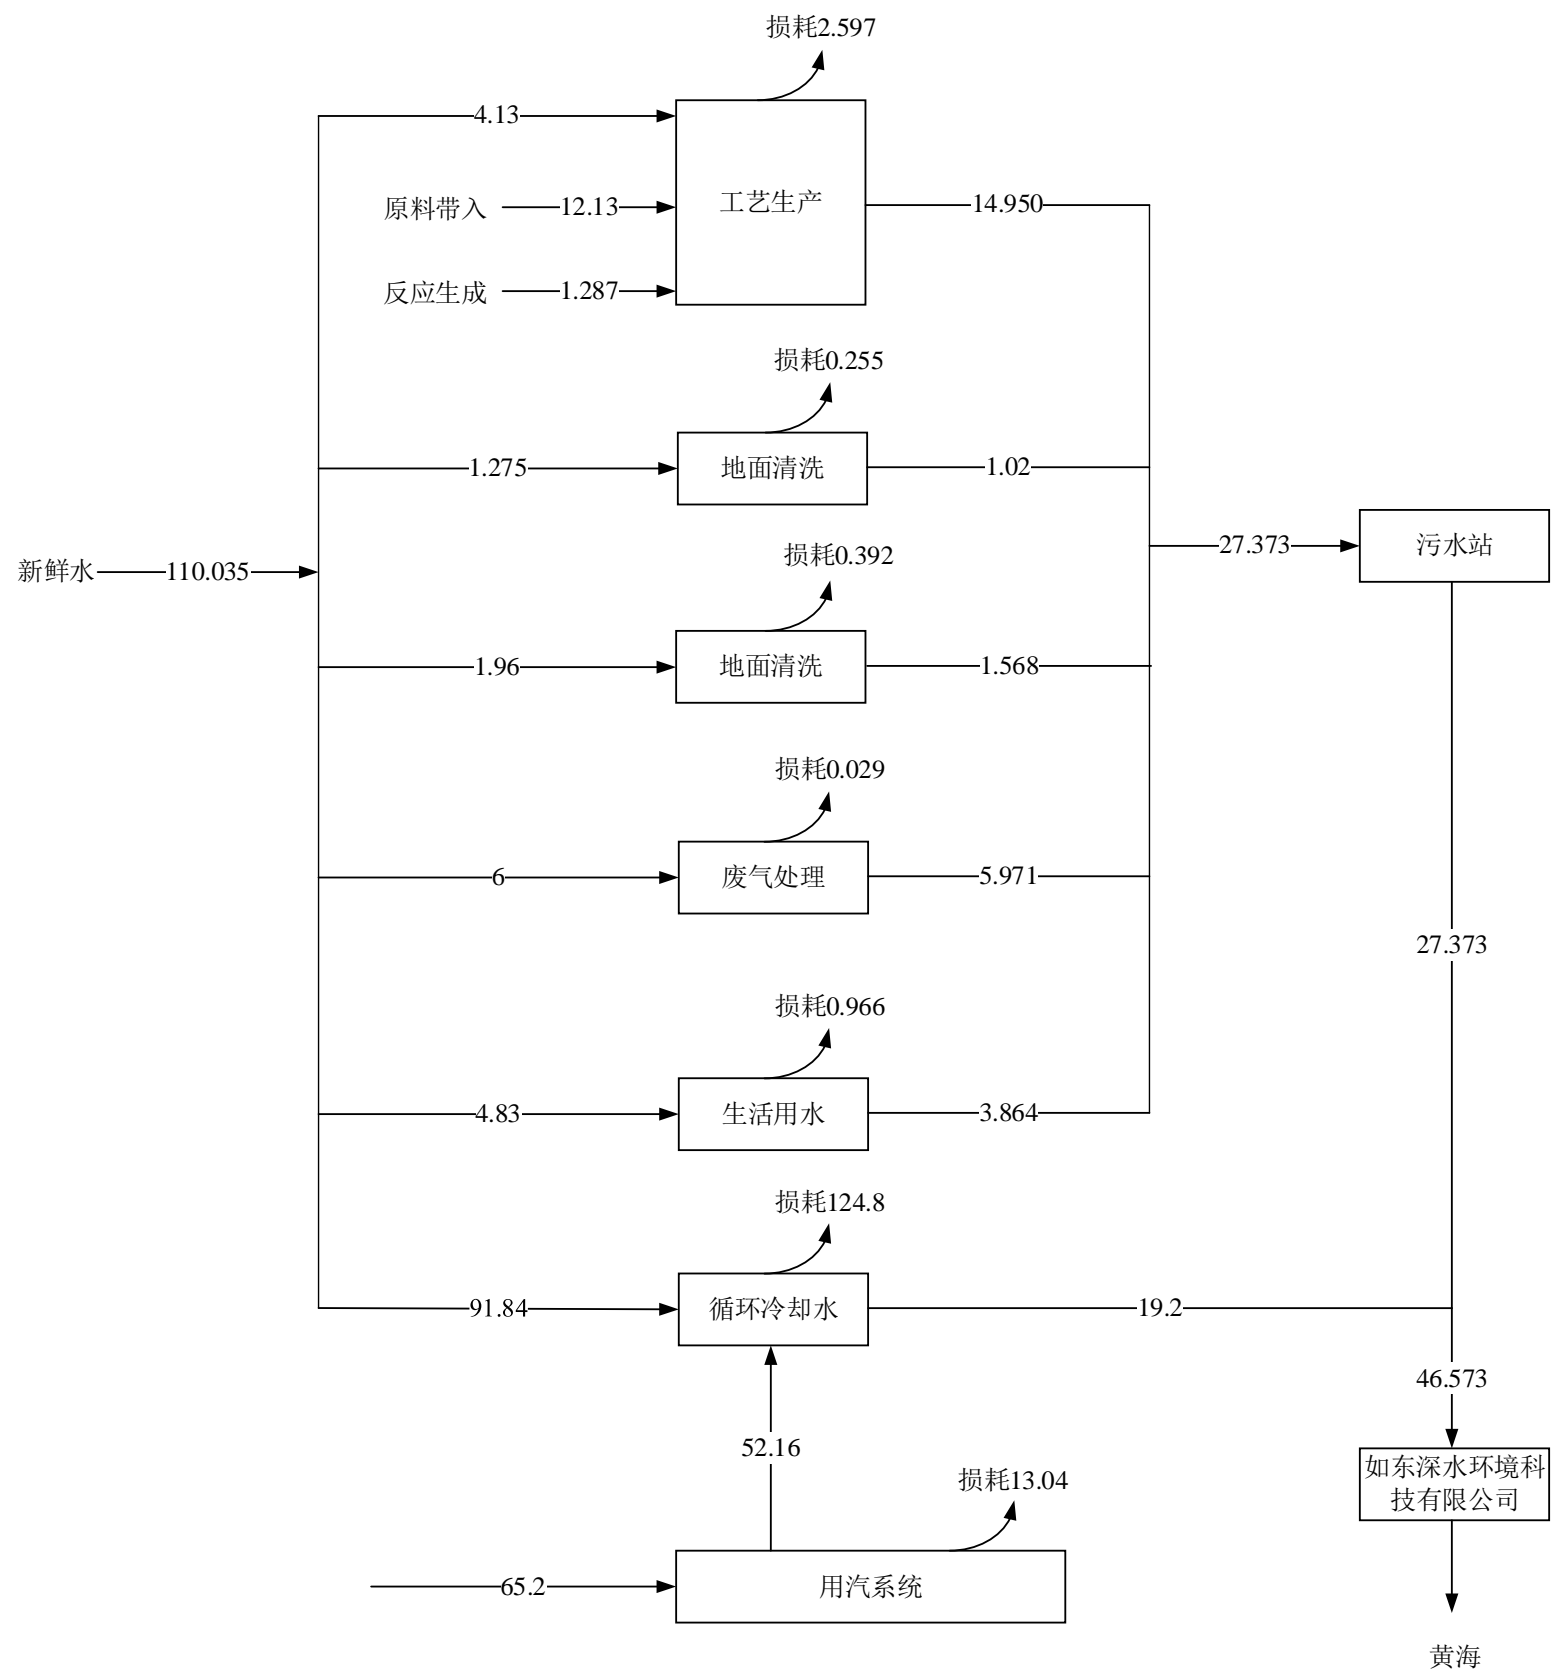 损耗2.597
4.13
原料带入
12.13
工艺生产
14.950
反应生成
1.287
损耗0.255
1.275
地面清洗
1.02
新鲜水
110.035
损耗0.392
27.373
污水站
1.96
地面清洗
1.568
损耗0.029
6
废气处理
5.971
27.373
损耗0.966
4.83
生活用水
3.864
损耗124.8
91.84
循环冷却水
19.2
46.573
52.16
如东深水环境科
技有限公司
损耗13.04
65.2
用汽系统
黄海